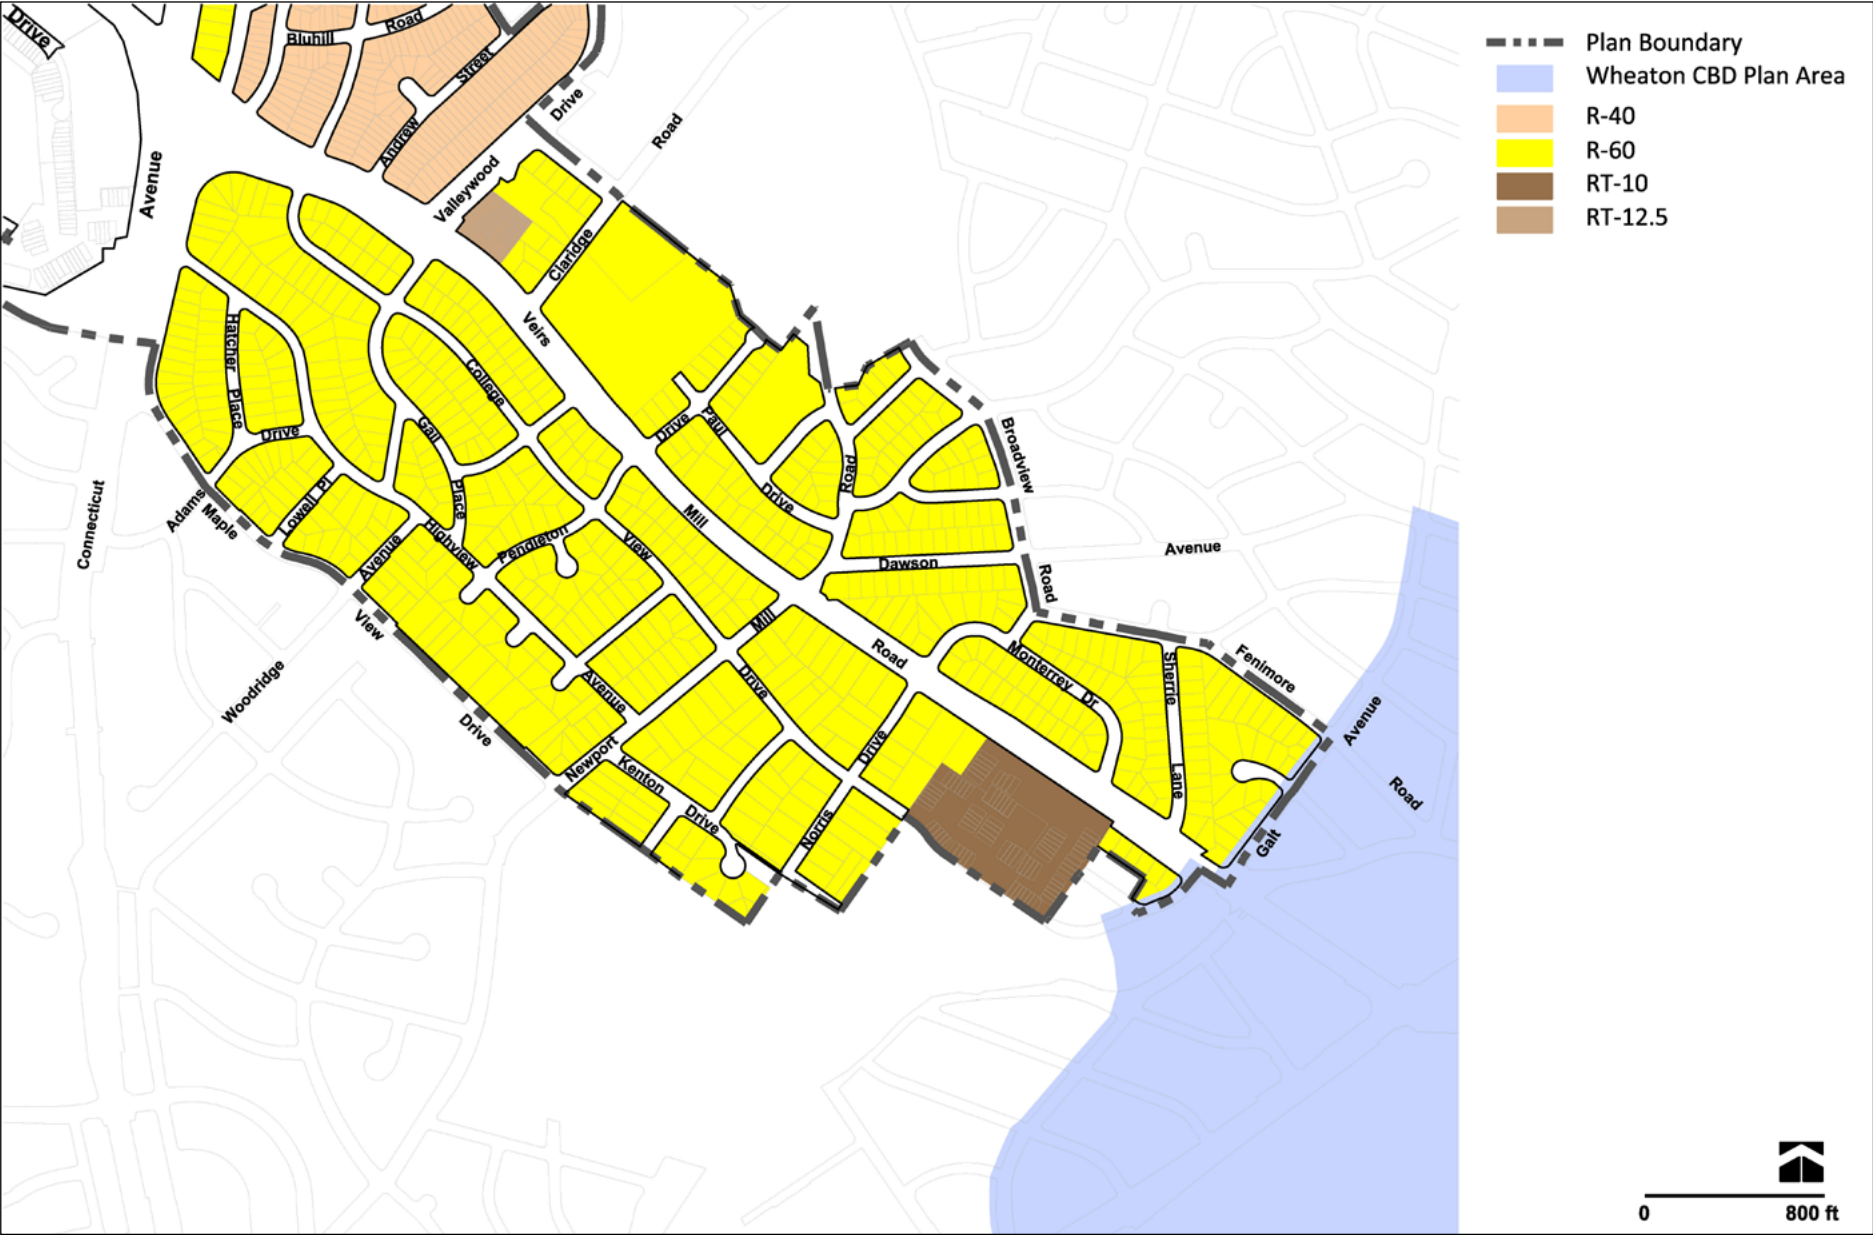 Drive
Bluhill
Road
Street
Andrew
Drive
Road
Avenue
Valleywood
Claridge
Veirs
Hatcher
Place
Drive
College
Gail
Place
Drive
Paul
Drive
Road
Broadview
Road
Connecticut
Adams
Maple
Lowell Pl
Avenue
Highview
Pendleton
View
Mill
Dawson
Avenue
View
Mill
Road
Monterrey Dr
Sherrie
Lane
Fenimore
Avenue
Road
Galt
Woodridge
Drive
Avenue
Drive
Newport
Kenton
Drive
Drive
Norris
Plan Boundary
Wheaton CBD Plan Area
R-40
R-60
RT-10
RT-12.5
0 800 ft